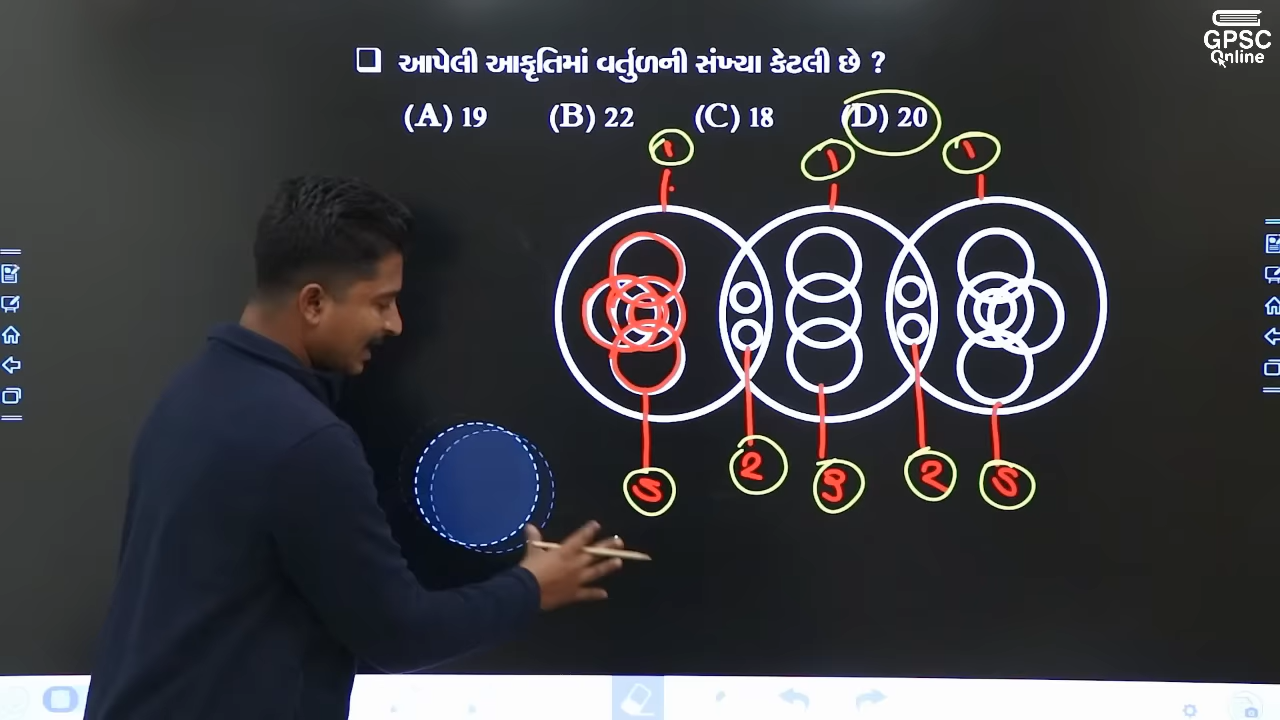 GPSC
Online
❑ આપેલી આકૃતિમાં વર્તુળની સંખ્યા કેટલી છે ?
(A) 19 (B) 22 (C) 18 (D) 20
1 1 1
5 2 3 2 5